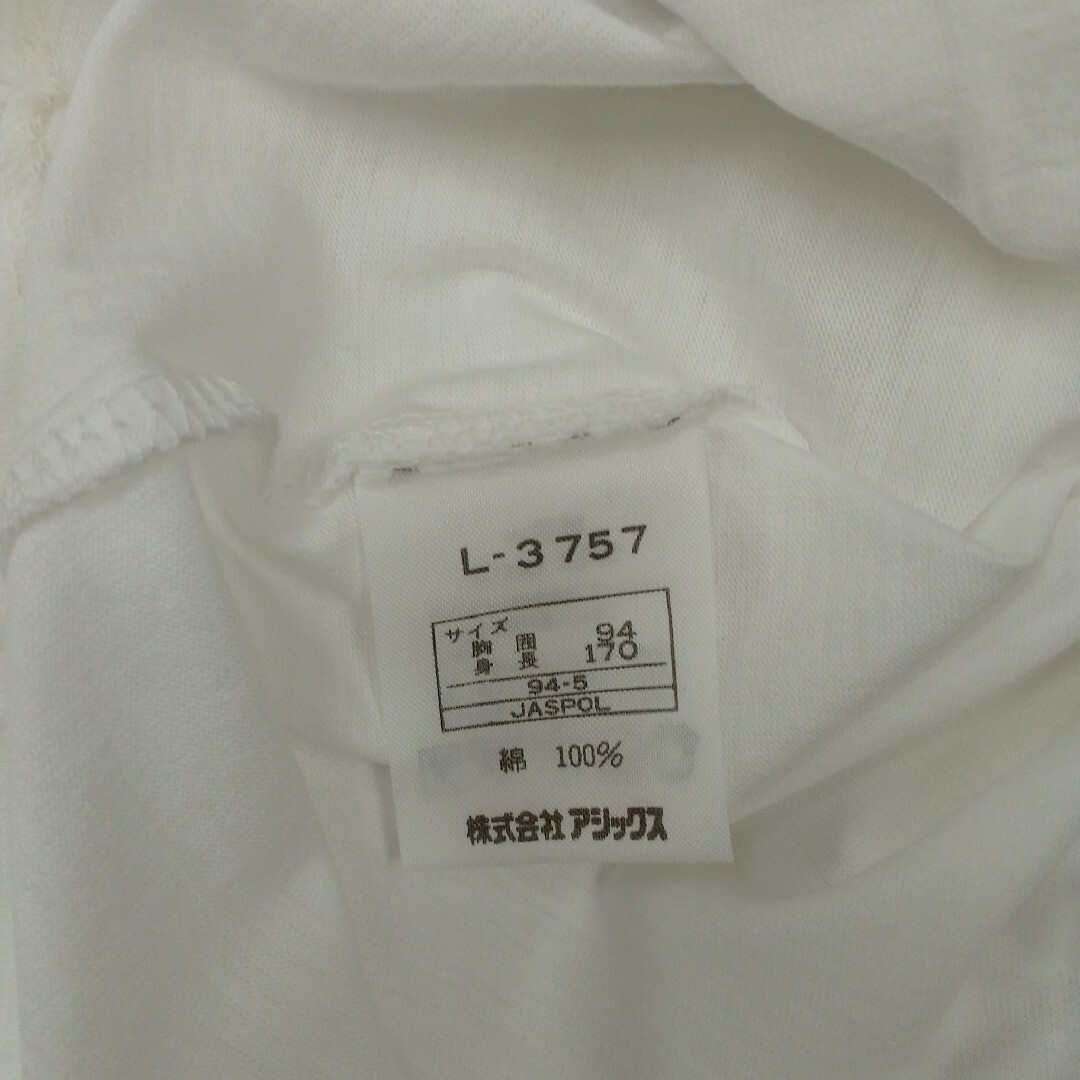 L-3757
サイズ
胸囲 94
身長 170
94-5
JASPOL
綿 100%
株式会社アシックス